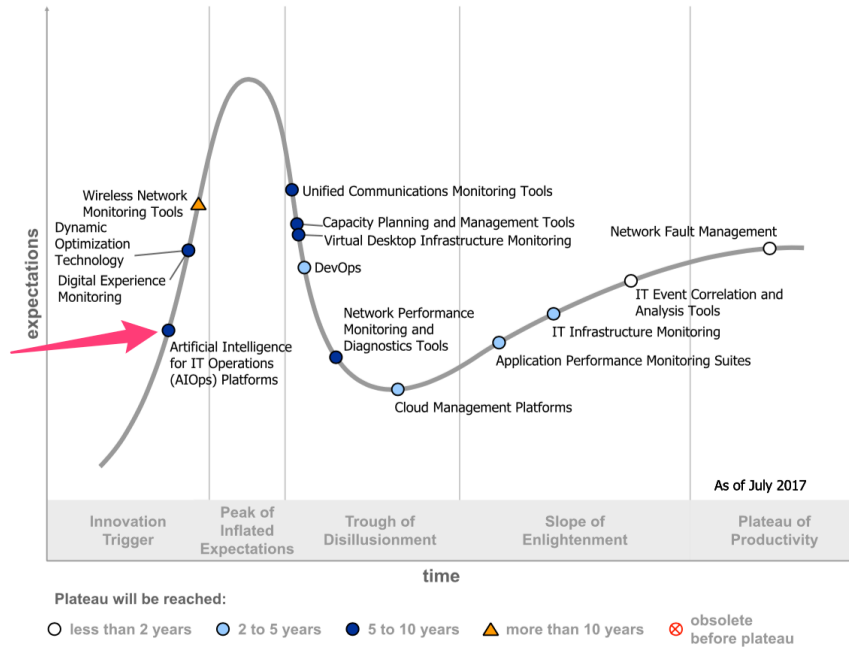 expectations
Wireless Network
Monitoring Tools
Dynamic
Optimization
Technology
Digital Experience
Monitoring
Artificial Intelligence
for IT Operations
(AIOps) Platforms
Unified Communications Monitoring Tools
Capacity Planning and Management Tools
Virtual Desktop Infrastructure Monitoring
DevOps
Network Performance
Monitoring and
Diagnostics Tools
Cloud Management Platforms
Network Fault Management
IT Event Correlation and
Analysis Tools
IT Infrastructure Monitoring
Application Performance Monitoring Suites
As of July 2017
Innovation
Trigger
Peak of
Inflated
Expectations
Trough of
Disillusionment
Slope of
Enlightenment
Plateau of
Productivity
time
Plateau will be reached:
less than 2 years
2 to 5 years
5 to 10 years
more than 10 years
obsolete
before plateau